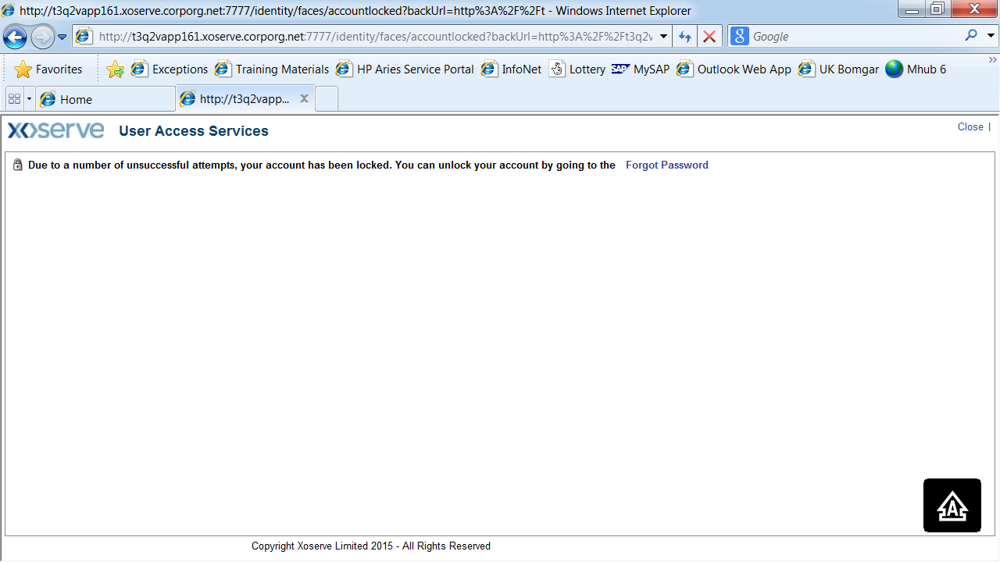 http://t3q2vapp161.xoserve.corporg.net:7777/identity/faces/accountlocked?backUrl=http%3A%2F%2Ft - Windows Internet Explorer
http://t3q2vapp161.xoserve.corporg.net:7777/identity/faces/accountlocked?backUrl=http%3A%2F%2Ft3q2v
Google
Favorites Exceptions Training Materials HP Aries Service Portal InfoNet Lottery SAP MySAP Outlook Web App UK Bomgar Mhub 6
Home http://t3q2vapp...
xoserve User Access Services Close |
Due to a number of unsuccessful attempts, your account has been locked. You can unlock your account by going to the Forgot Password
A
Copyright Xoserve Limited 2015 - All Rights Reserved